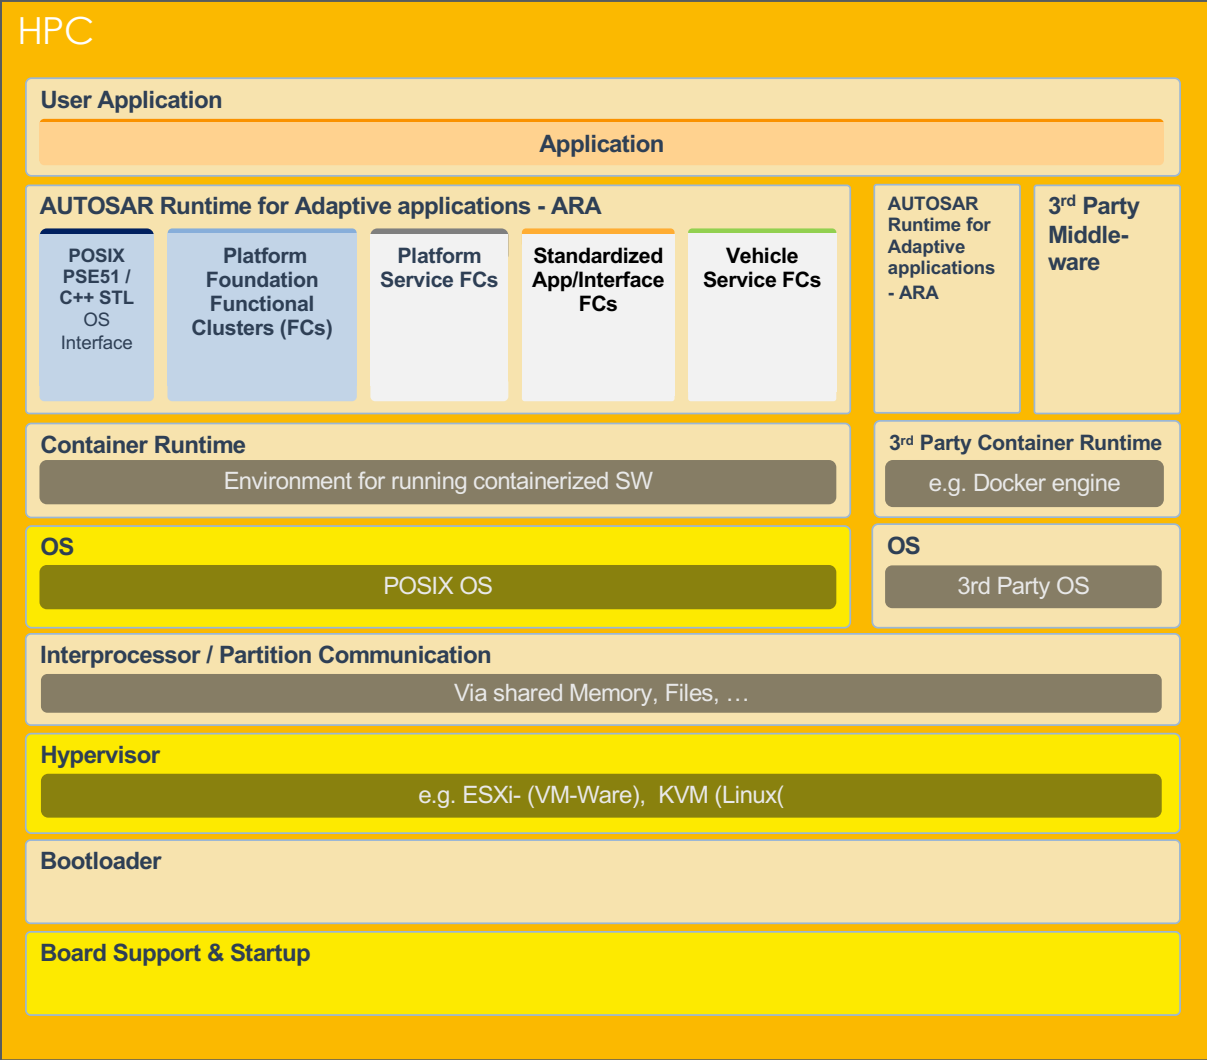 HPC
User Application
Application
AUTOSAR Runtime for Adaptive applications - ARA
POSIX
PSE51 /
C++ STL
OS
Interface
Platform
Foundation
Functional
Clusters (FCs)
Platform
Service FCs
Standardized
App/Interface
FCs
Vehicle
Service FCs
AUTOSAR
Runtime for
Adaptive
applications
- ARA
3rd Party
Middle-
ware
Container Runtime
Environment for running containerized SW
3rd Party Container Runtime
e.g. Docker engine
OS
POSIX OS
OS
3rd Party OS
Interprocessor / Partition Communication
Via shared Memory, Files, …
Hypervisor
e.g. ESXi- (VM-Ware), KVM (Linux(
Bootloader
Board Support & Startup